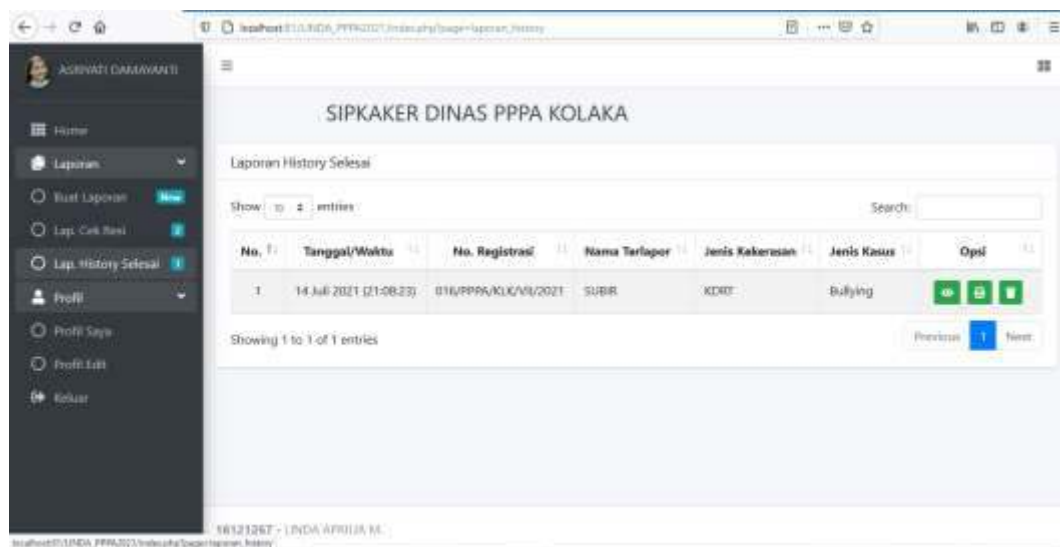 ASRIYATI DAMAYANTI
SIPKAKER DINAS PPPA KOLAKA
Home
Laporan
Buat Laporan New
Lap. Cek Resi 2
Lap. History Selesai 1
Profil
Profil Saya
Profil Edit
Keluar
Laporan History Selesai
Show 10 entries
Search:
No. Tanggal/Waktu No. Registrasi Nama Terlapor Jenis Kekerasan Jenis Kasus Opsi
1 14 Juli 2021 (21:08:23) 016/PPPA/KLK/VII/2021 SUBIR KDRT Bullying
Showing 1 to 1 of 1 entries
Previous 1 Next
16121267 - LINDA APRILIA M.